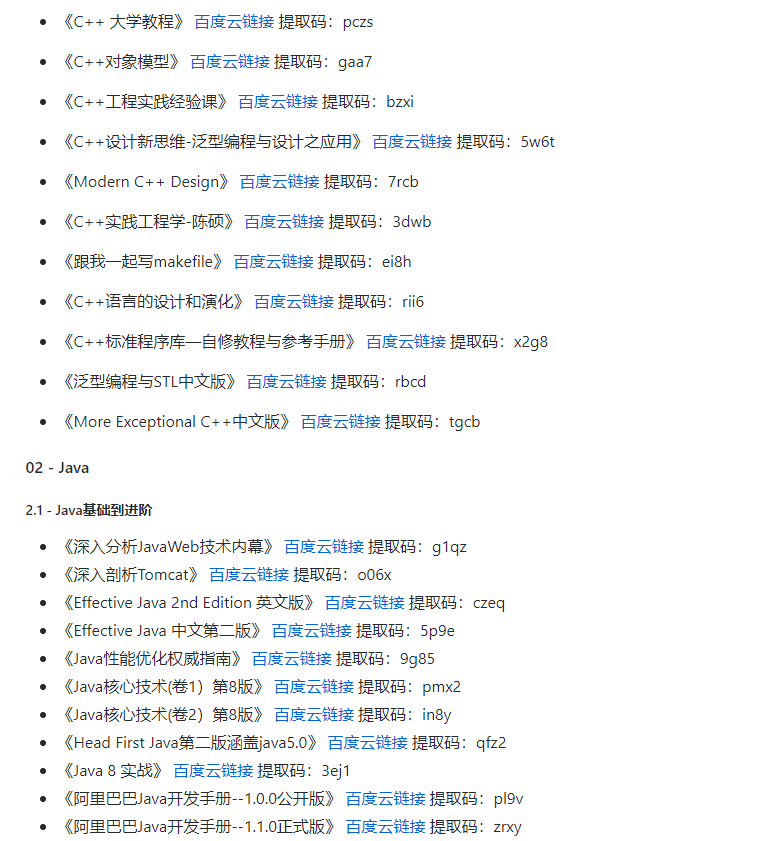 《C++ 大学教程》 百度云链接 提取码：pczs
《C++对象模型》 百度云链接 提取码：gaa7
《C++工程实践经验课》 百度云链接 提取码：bzxi
《C++设计新思维-泛型编程与设计之应用》 百度云链接 提取码：5w6t
《Modern C++ Design》 百度云链接 提取码：7rcb
《C++实践工程学-陈硕》 百度云链接 提取码：3dwb
《跟我一起写makefile》 百度云链接 提取码：ei8h
《C++语言的设计和演化》 百度云链接 提取码：rii6
《C++标准程序库—自修教程与参考手册》 百度云链接 提取码：x2g8
《泛型编程与STL中文版》 百度云链接 提取码：rbcd
《More Exceptional C++中文版》 百度云链接 提取码：tgcb
02 - Java
2.1 - Java基础到进阶
《深入分析JavaWeb技术内幕》 百度云链接 提取码：g1qz
《深入剖析Tomcat》 百度云链接 提取码：o06x
《Effective Java 2nd Edition 英文版》 百度云链接 提取码：czeq
《Effective Java 中文第二版》 百度云链接 提取码：5p9e
《Java性能优化权威指南》 百度云链接 提取码：9g85
《Java核心技术(卷1）第8版》 百度云链接 提取码：pmx2
《Java核心技术(卷2）第8版》 百度云链接 提取码：in8y
《Head First Java第二版涵盖java5.0》 百度云链接 提取码：qfz2
《Java 8 实战》 百度云链接 提取码：3ej1
《阿里巴巴Java开发手册--1.0.0公开版》 百度云链接 提取码：pl9v
《阿里巴巴Java开发手册--1.1.0正式版》 百度云链接 提取码：zrxy